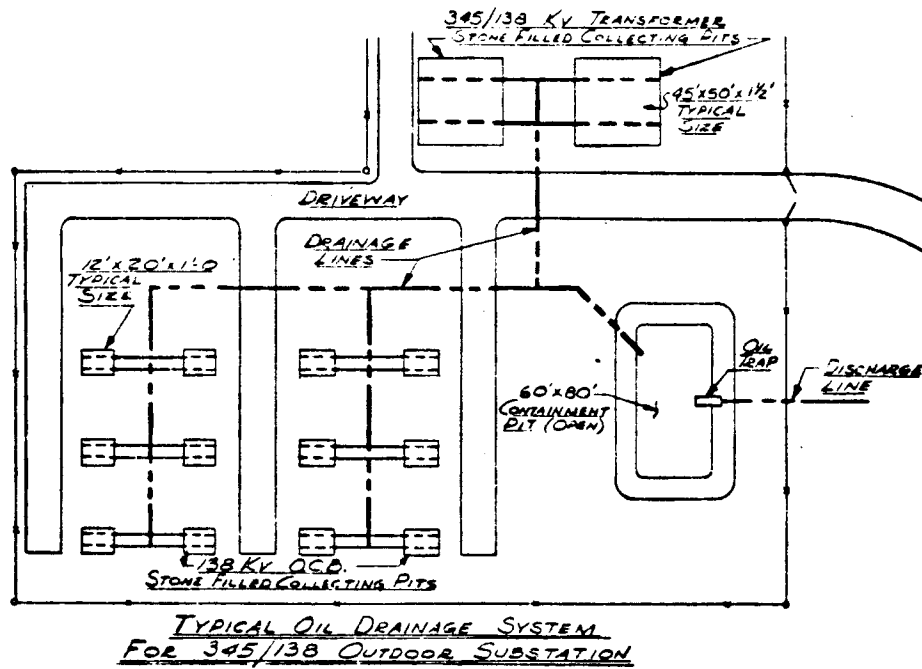 345/138 KV TRANSFORMER
STONE FILLED COLLECTING PITS
45'x50'x1½'
TYPICAL
SIZE
DRIVEWAY
DRAINAGE
LINES
12'x20'x1'-0
TYPICAL
SIZE
OIL
TRAP
DISCHARGE
LINE
60'x80'
CONTAINMENT
PIT (OPEN)
138 KV O.C.B.
STONE FILLED COLLECTING PITS
TYPICAL OIL DRAINAGE SYSTEM
FOR 345/138 OUTDOOR SUBSTATION